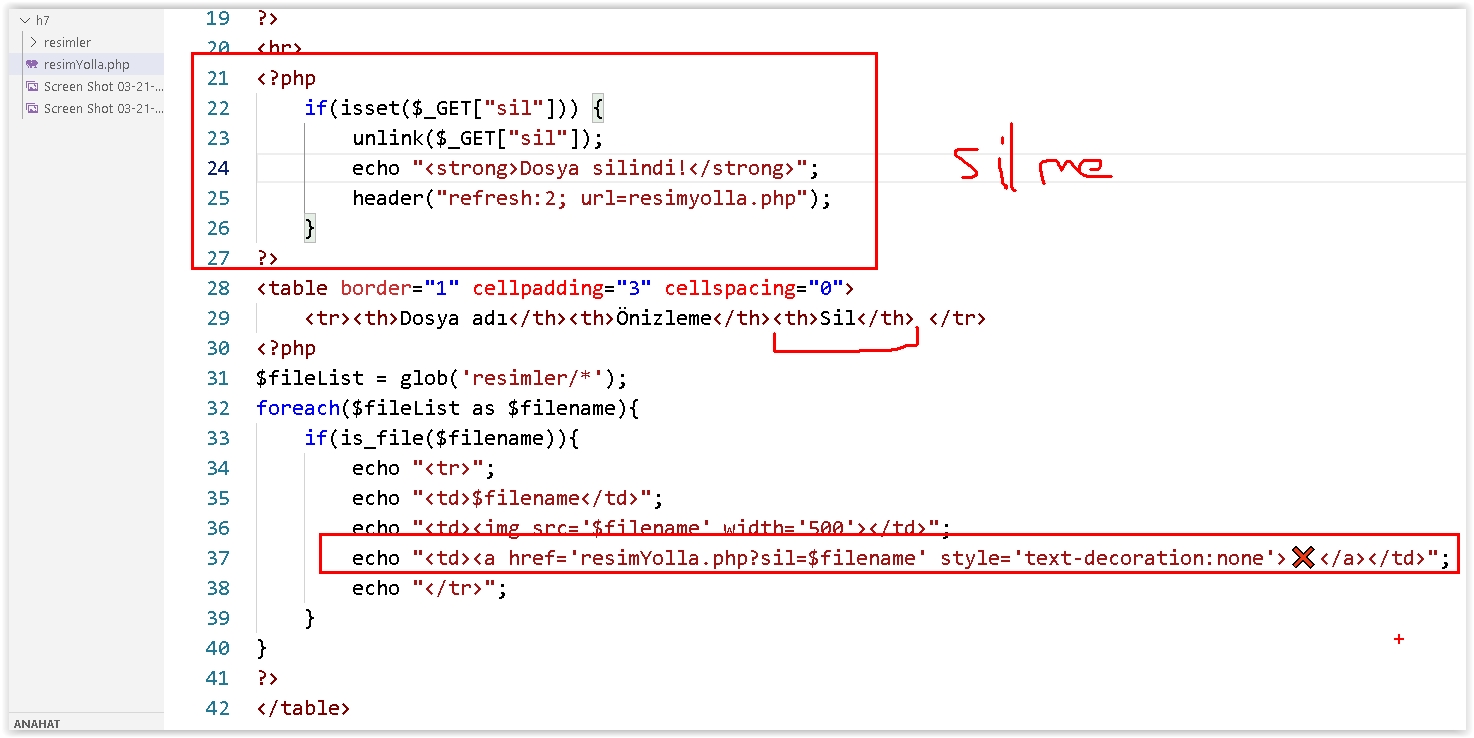 h7
resimler
resimYolla.php
Screen Shot 03-21-...
Screen Shot 03-21-...
ANAHAT
19 ?>
20 <hr>
21 <?php
22 if(isset($_GET["sil"])) {
23 unlink($_GET["sil"]);
24 echo "<strong>Dosya silindi!</strong>";
25 header("refresh:2; url=resimyolla.php");
26 }
27 ?>
28 <table border="1" cellpadding="3" cellspacing="0">
29 <tr><th>Dosya adı</th><th>Önizleme</th><th>Sil</th> </tr>
30 <?php
31 $fileList = glob('resimler/*');
32 foreach($fileList as $filename){
33 if(is_file($filename)){
34 echo "<tr>";
35 echo "<td>$filename</td>";
36 echo "<td><img src='$filename' width='500'></td>";
37 echo "<td><a href='resimYolla.php?sil=$filename' style='text-decoration:none'>❌</a></td>";
38 echo "</tr>";
39 }
40 }
41 ?>
42 </table>
silme